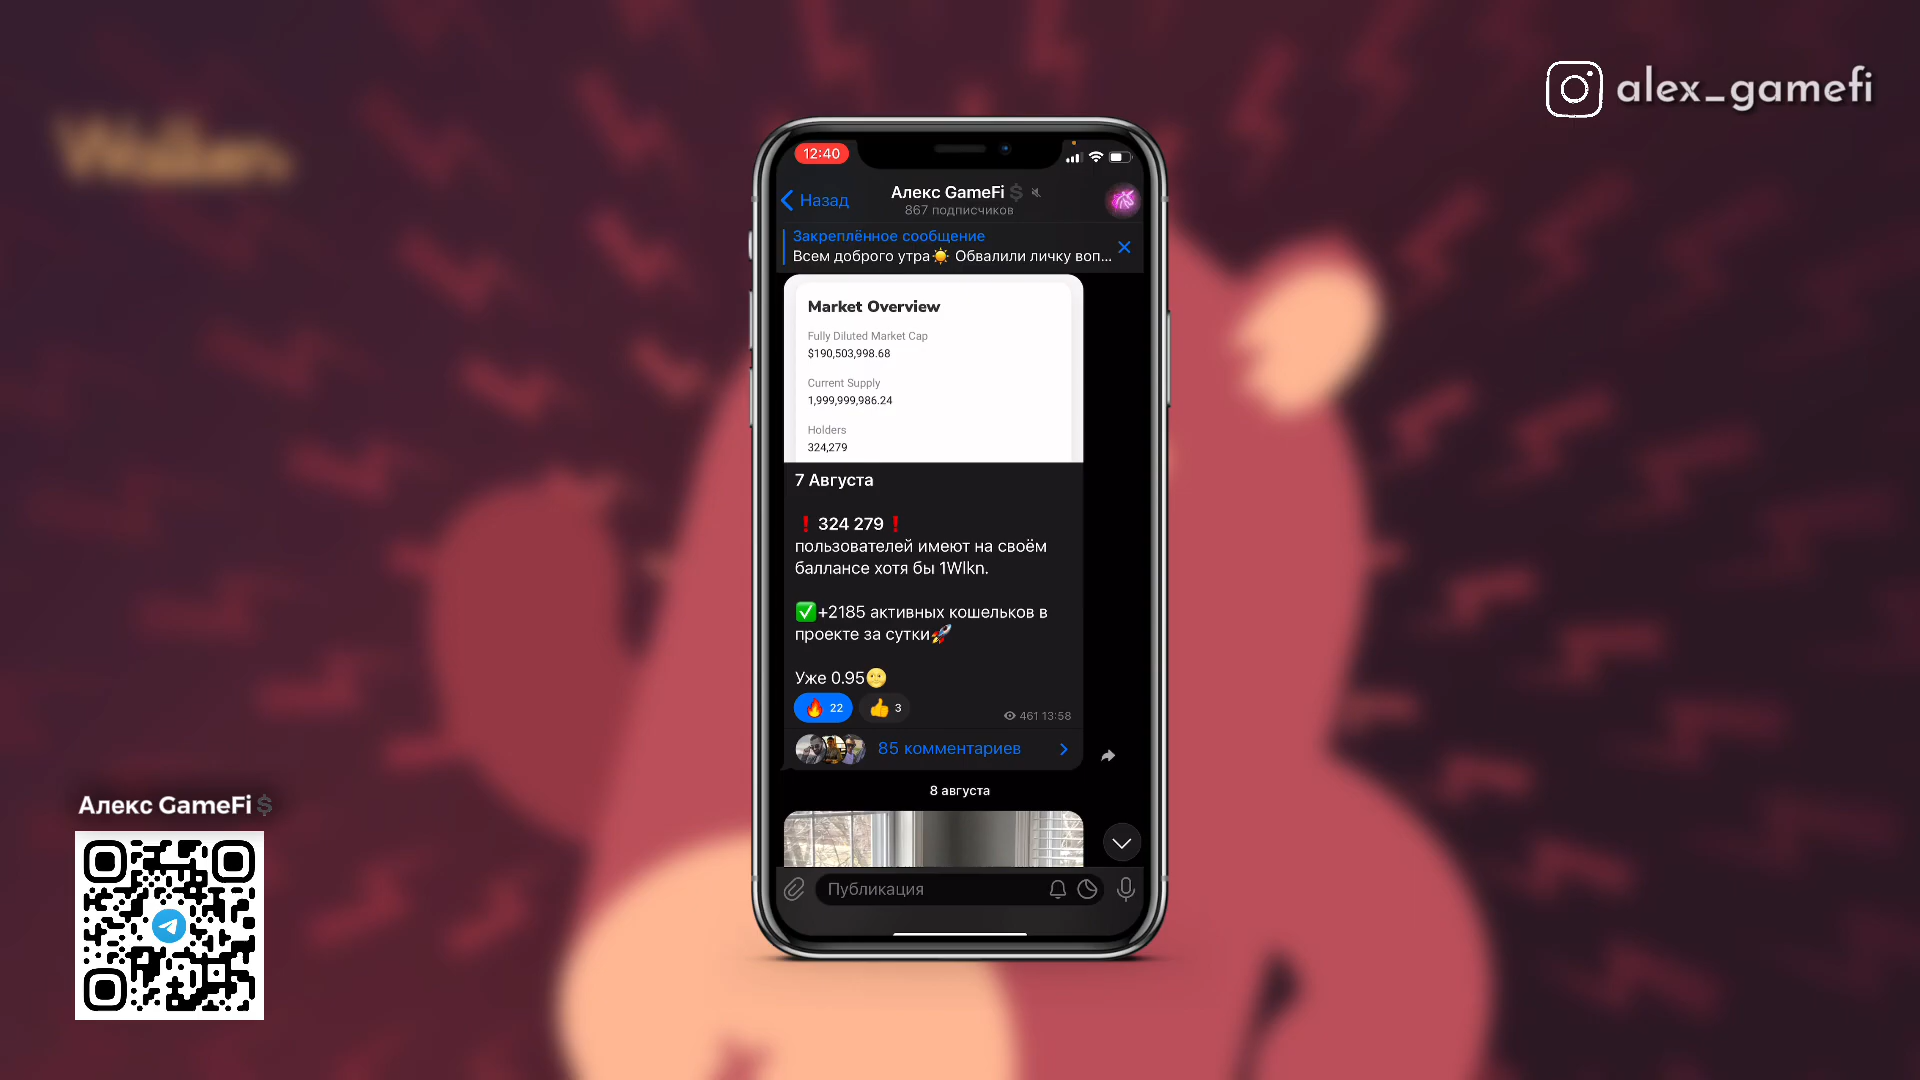 Walken
alex_gamefi
12:40
Назад
Алекс GameFi
867 подписчиков
Закреплённое сообщение
Всем доброго утра☀️ Обвалили личку воп...
Market Overview
Fully Diluted Market Cap
$190,503,998.68
Current Supply
1,999,999,986.24
Holders
324,279
7 Августа
❗324 279❗
пользователей имеют на своём
баллансе хотя бы 1Wlkn.
✅+2185 активных кошельков в
проекте за сутки🚀
Уже 0.95🌝
🔥 22 👍 3
461 13:58
85 комментариев
8 августа
Публикация
Алекс GameFi💲